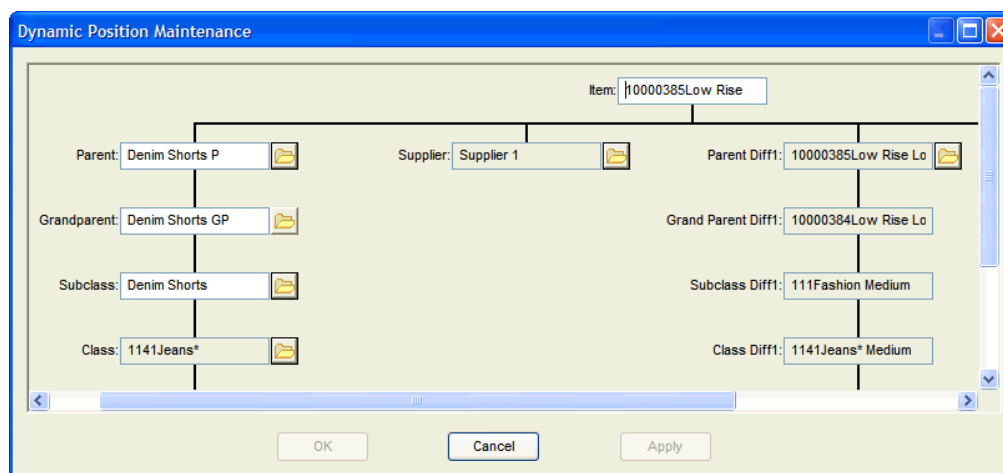 Dynamic Position Maintenance
Item: 10000385Low Rise
Parent: Denim Shorts P Supplier: Supplier 1 Parent Diff1: 10000385Low Rise Lo
Grandparent: Denim Shorts GP Grand Parent Diff1: 10000384Low Rise Lo
Subclass: Denim Shorts Subclass Diff1: 111Fashion Medium
Class: 1141Jeans* Class Diff1: 1141Jeans* Medium
OK Cancel Apply